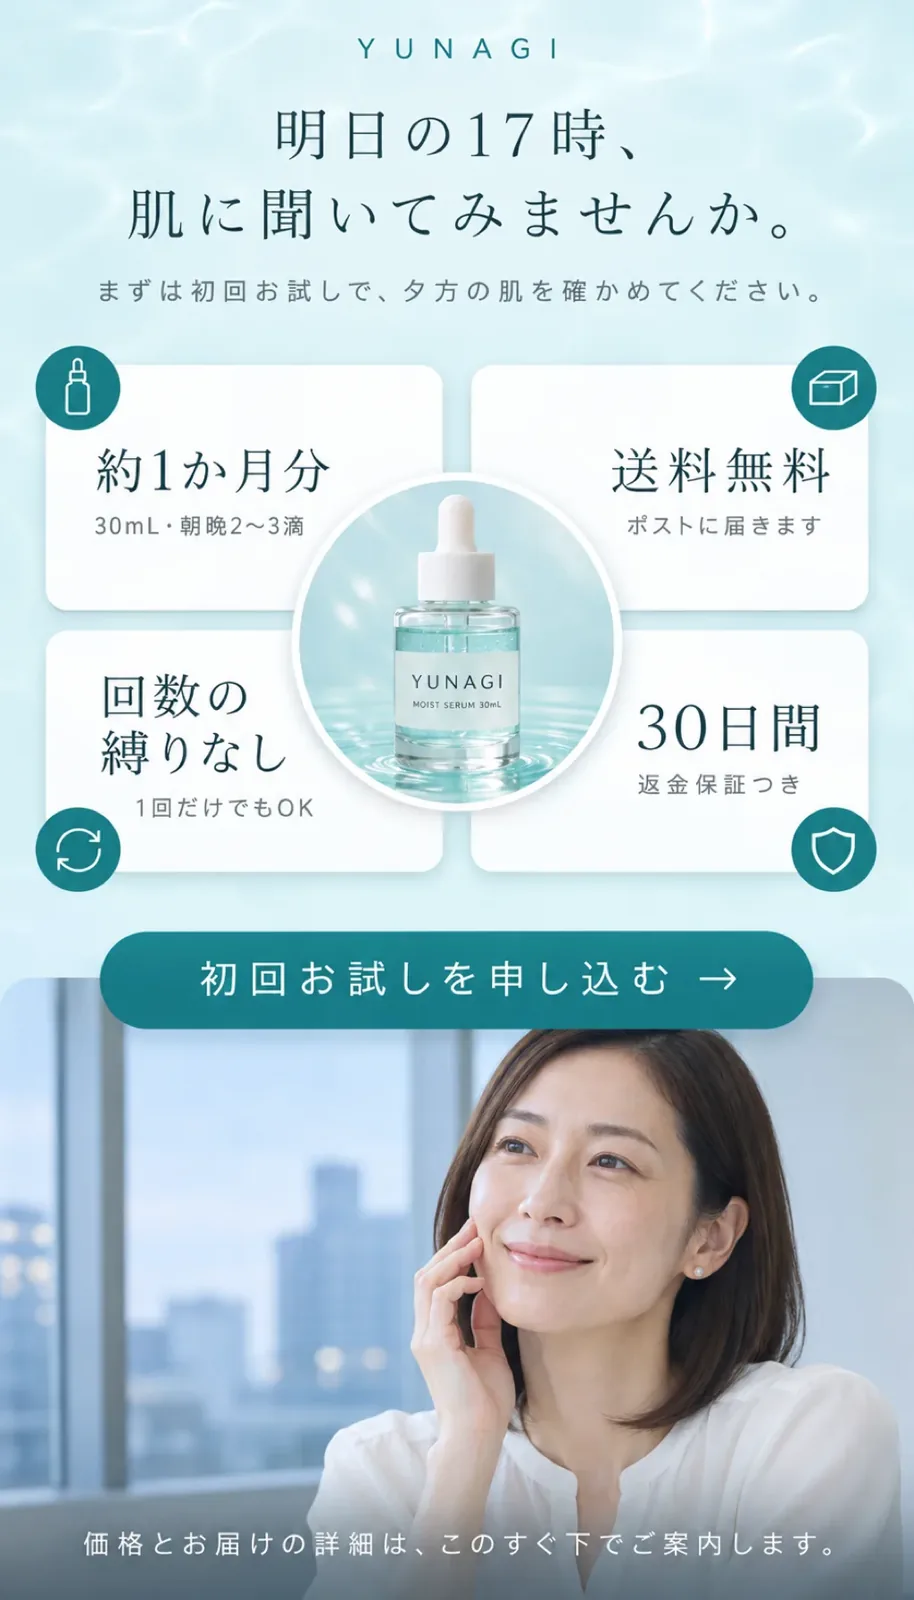 YUNAGI
明日の17時、
肌に聞いてみませんか。
まずは初回お試しで、夕方の肌を確かめてください。
約1か月分
30mL・朝晩2〜3滴
送料無料
ポストに届きます
YUNAGI
MOIST SERUM 30mL
回数の
縛りなし
1回だけでもOK
30日間
返金保証つき
初回お試しを申し込む →
価格とお届けの詳細は、このすぐ下でご案内します。